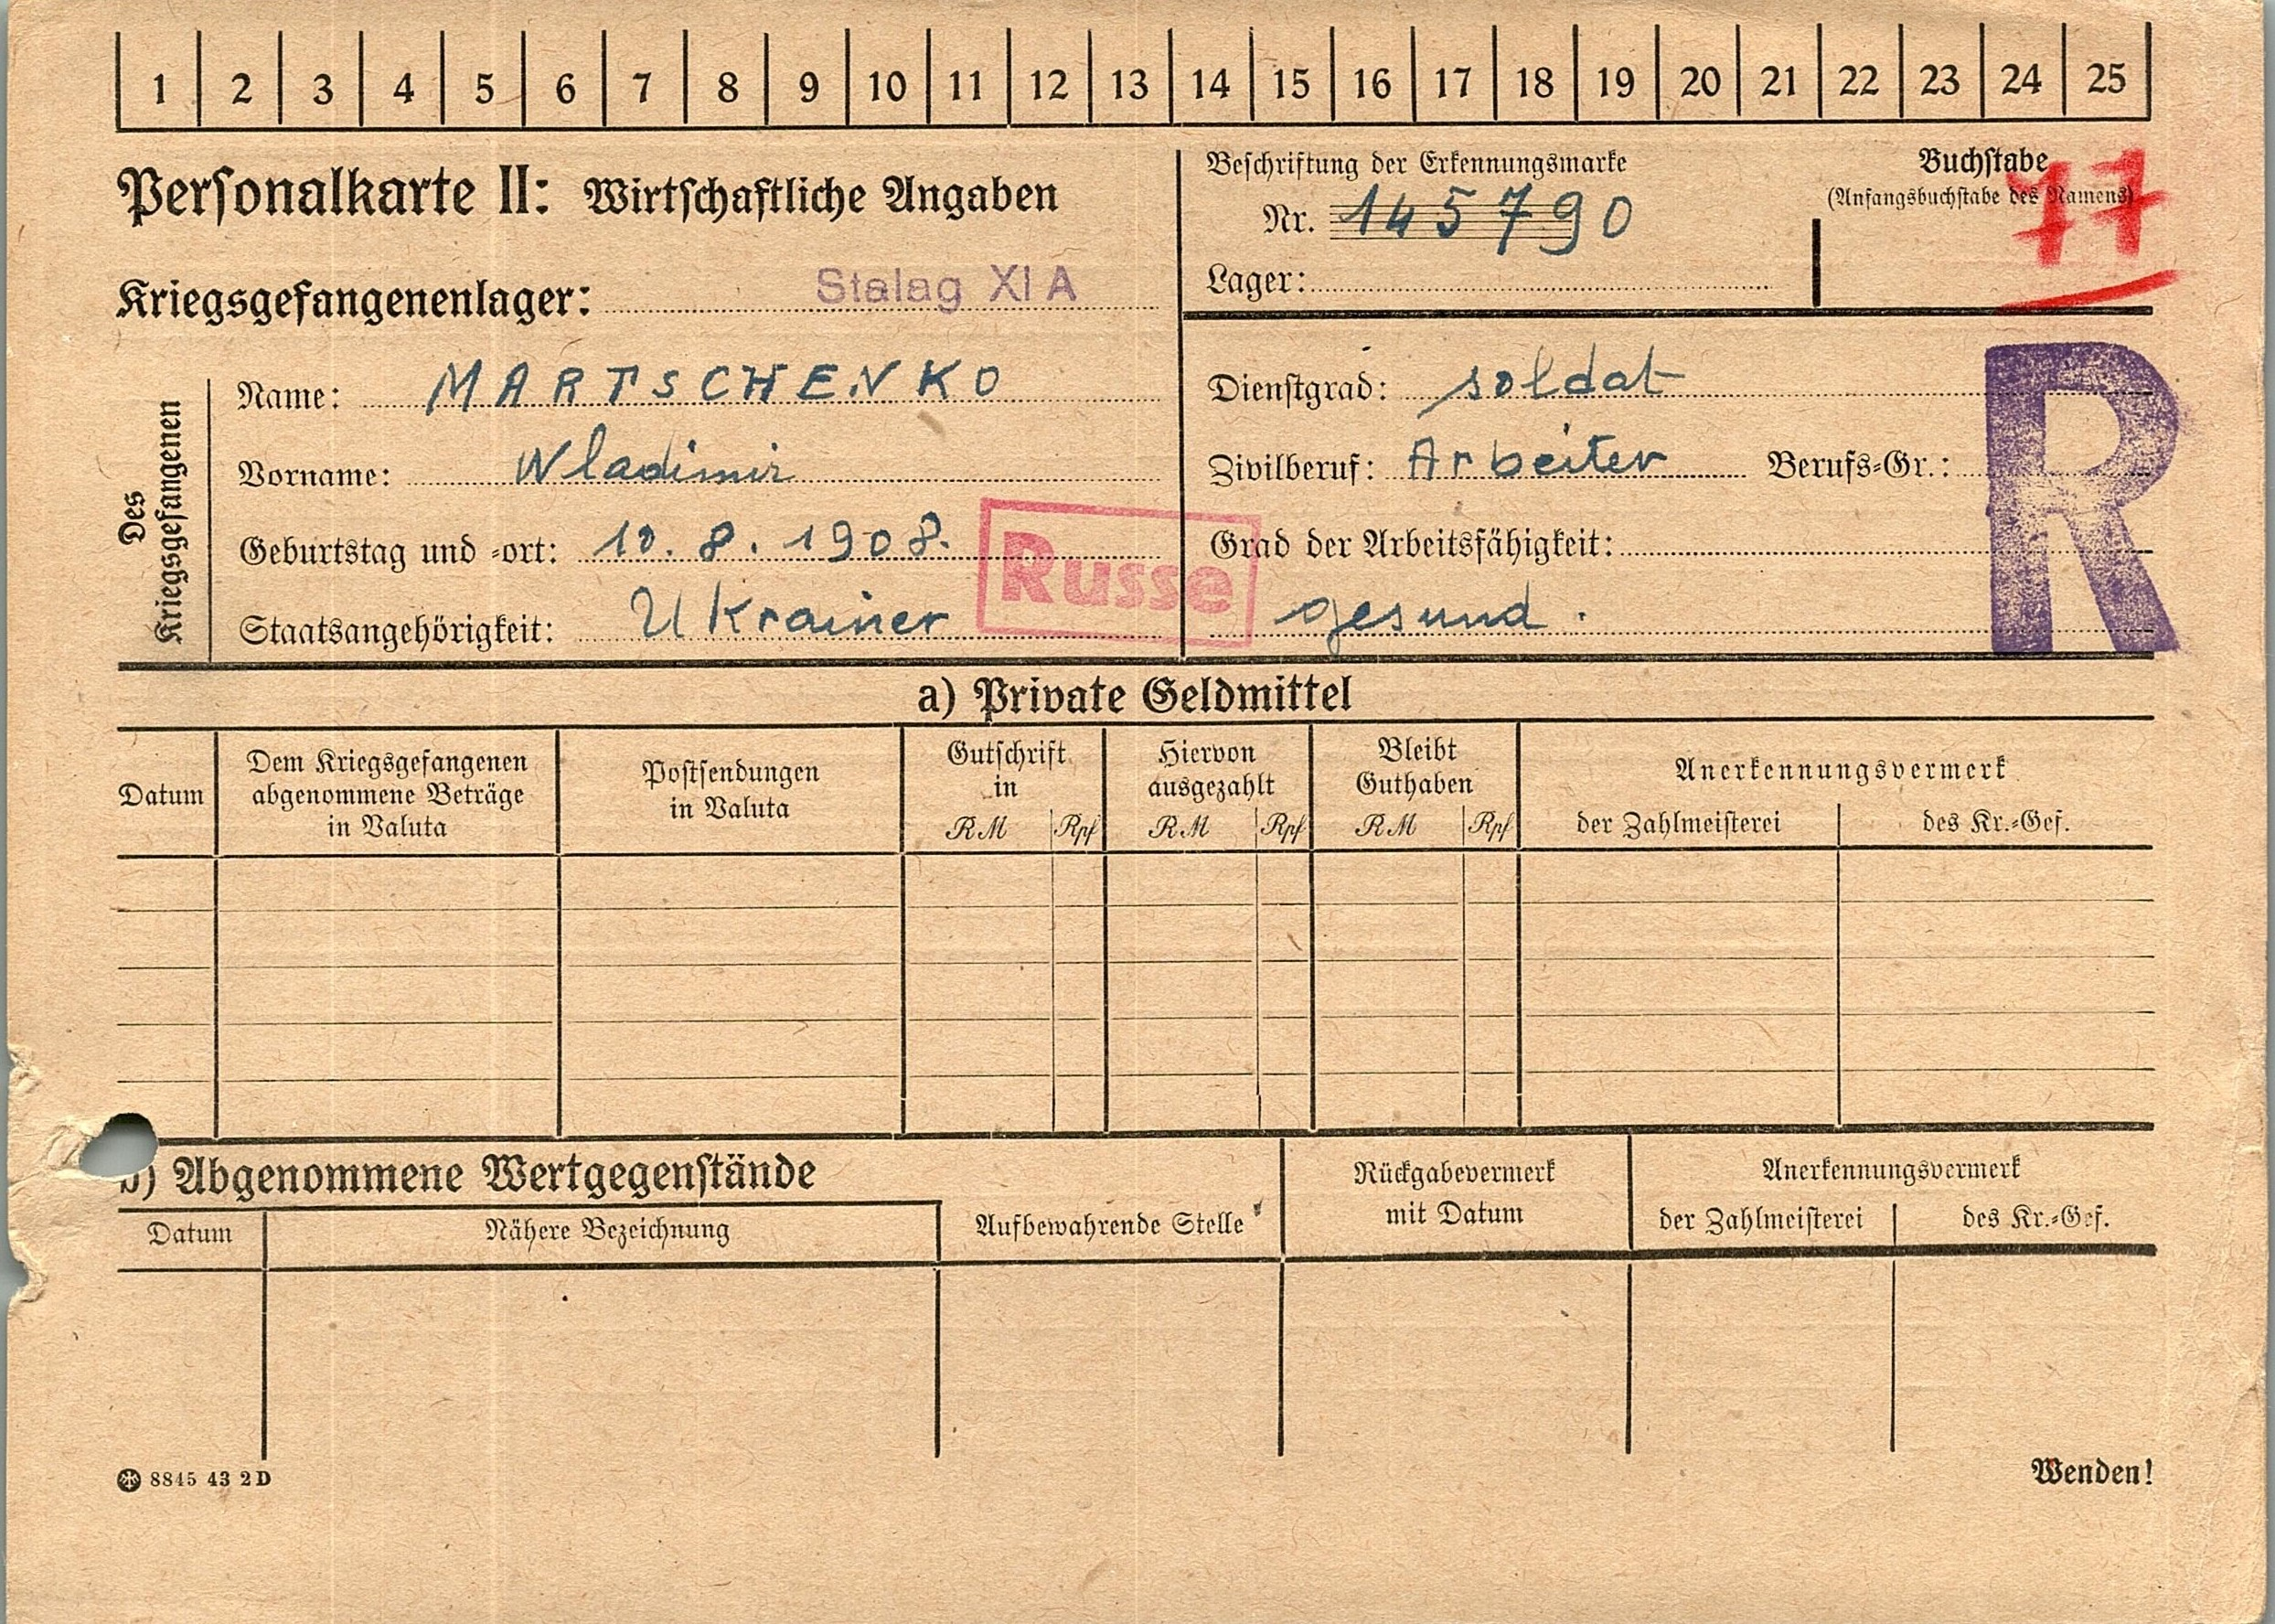 1 2 3 4 5 6 7 8 9 10 11 12 13 14 15 16 17 18 19 20 21 22 23 24 25
Personalkarte II: Wirtschaftliche Angaben
Kriegsgefangenenlager: Stalag XI A
Beschriftung der Erkennungsmarke
Nr. 145790
Lager:
Buchstabe
(Anfangsbuchstabe des Namens)
77
Des
Kriegsgefangenen
Name: MARTSCHENKO
Vorname: Wladimir
Geburtstag und =ort: 10. 8. 1908.
Staatsangehörigkeit: Ukrainer
Russe
Dienstgrad: soldat
Zivilberuf: Arbeiter Berufs=Gr.:
Grad der Arbeitsfähigkeit:
gesund.
R
a) Private Geldmittel
Datum
Dem Kriegsgefangenen
abgenommene Beträge
in Valuta
Postsendungen
in Valuta
Gutschrift
in
RM Rpf
Hiervon
ausgezahlt
RM Rpf
Bleibt
Guthaben
RM Rpf
Anerkennungsvermerk
der Zahlmeisterei des Kr.=Gef.
b) Abgenommene Wertgegenstände
Datum
Nähere Bezeichnung
Aufbewahrende Stelle
Rückgabevermerk
mit Datum
Anerkennungsvermerk
der Zahlmeisterei des Kr.=Gef.
8845 43 2 D
Wenden!